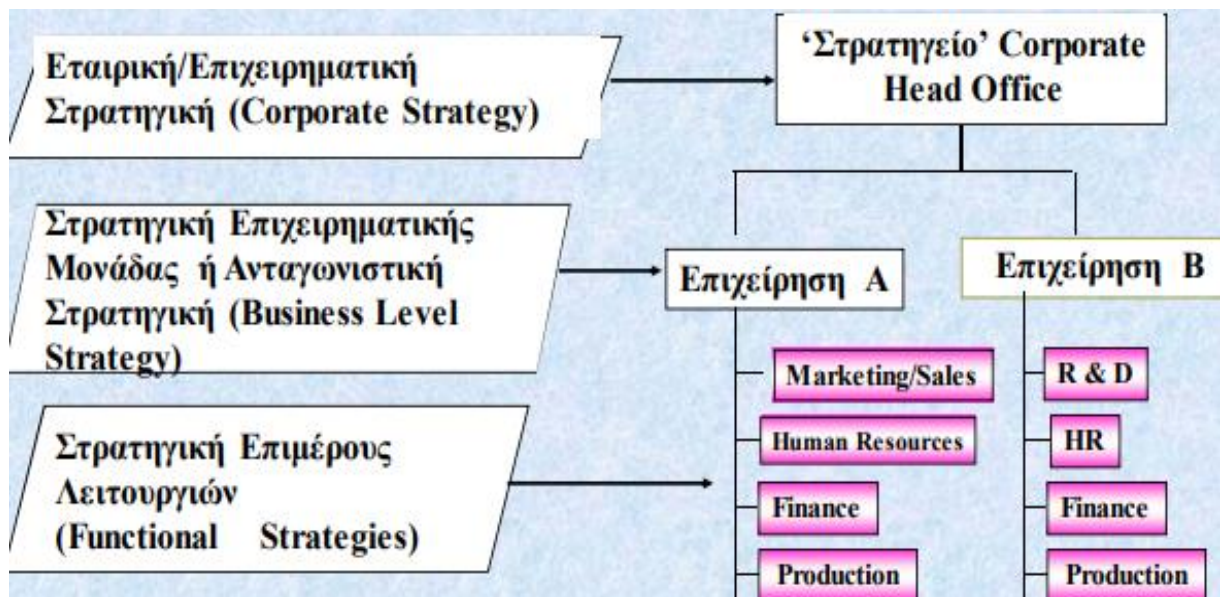 Εταιρική/Επιχειρηματική
Στρατηγική (Corporate Strategy)
‘Στρατηγείο’ Corporate
Head Office
Στρατηγική Επιχειρηματικής
Μονάδας ή Ανταγωνιστική
Στρατηγική (Business Level
Strategy)
Επιχείρηση Α
Επιχείρηση Β
Στρατηγική Επιμέρους
Λειτουργιών
(Functional Strategies)
Marketing/Sales
Human Resources
Finance
Production
R & D
HR
Finance
Production